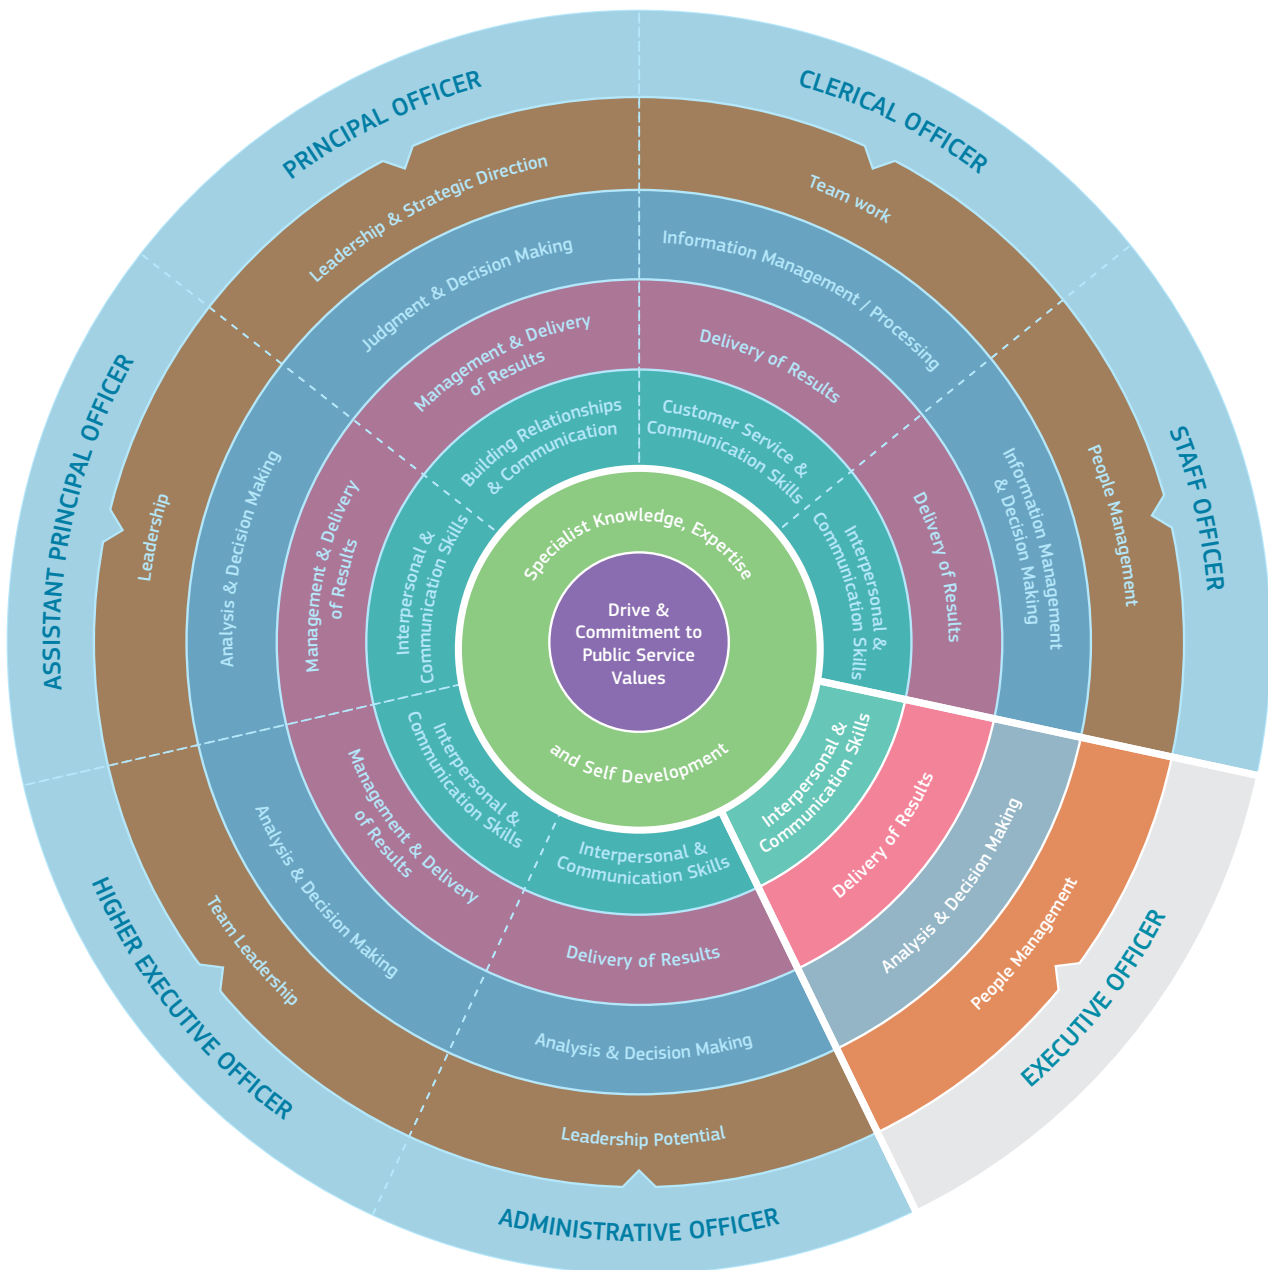 PRINCIPAL OFFICER
Leadership & Strategic Direction
Judgment & Decision Making
Management & Delivery
of Results
Building Relationships
& Communication
CLERICAL OFFICER
Team work
Information Management / Processing
Delivery of Results
Customer Service &
Communication Skills
STAFF OFFICER
People Management
Information Management
& Decision Making
Delivery of Results
Interpersonal &
Communication Skills
EXECUTIVE OFFICER
People Management
Analysis & Decision Making
Delivery of Results
Interpersonal &
Communication Skills
ADMINISTRATIVE OFFICER
Leadership Potential
Analysis & Decision Making
Delivery of Results
Interpersonal &
Communication Skills
HIGHER EXECUTIVE OFFICER
Team Leadership
Analysis & Decision Making
Management & Delivery
of Results
Interpersonal &
Communication Skills
ASSISTANT PRINCIPAL OFFICER
Leadership
Analysis & Decision Making
Management & Delivery
of Results
Interpersonal &
Communication Skills
Specialist Knowledge, Expertise
and Self Development
Drive &
Commitment to
Public Service
Values